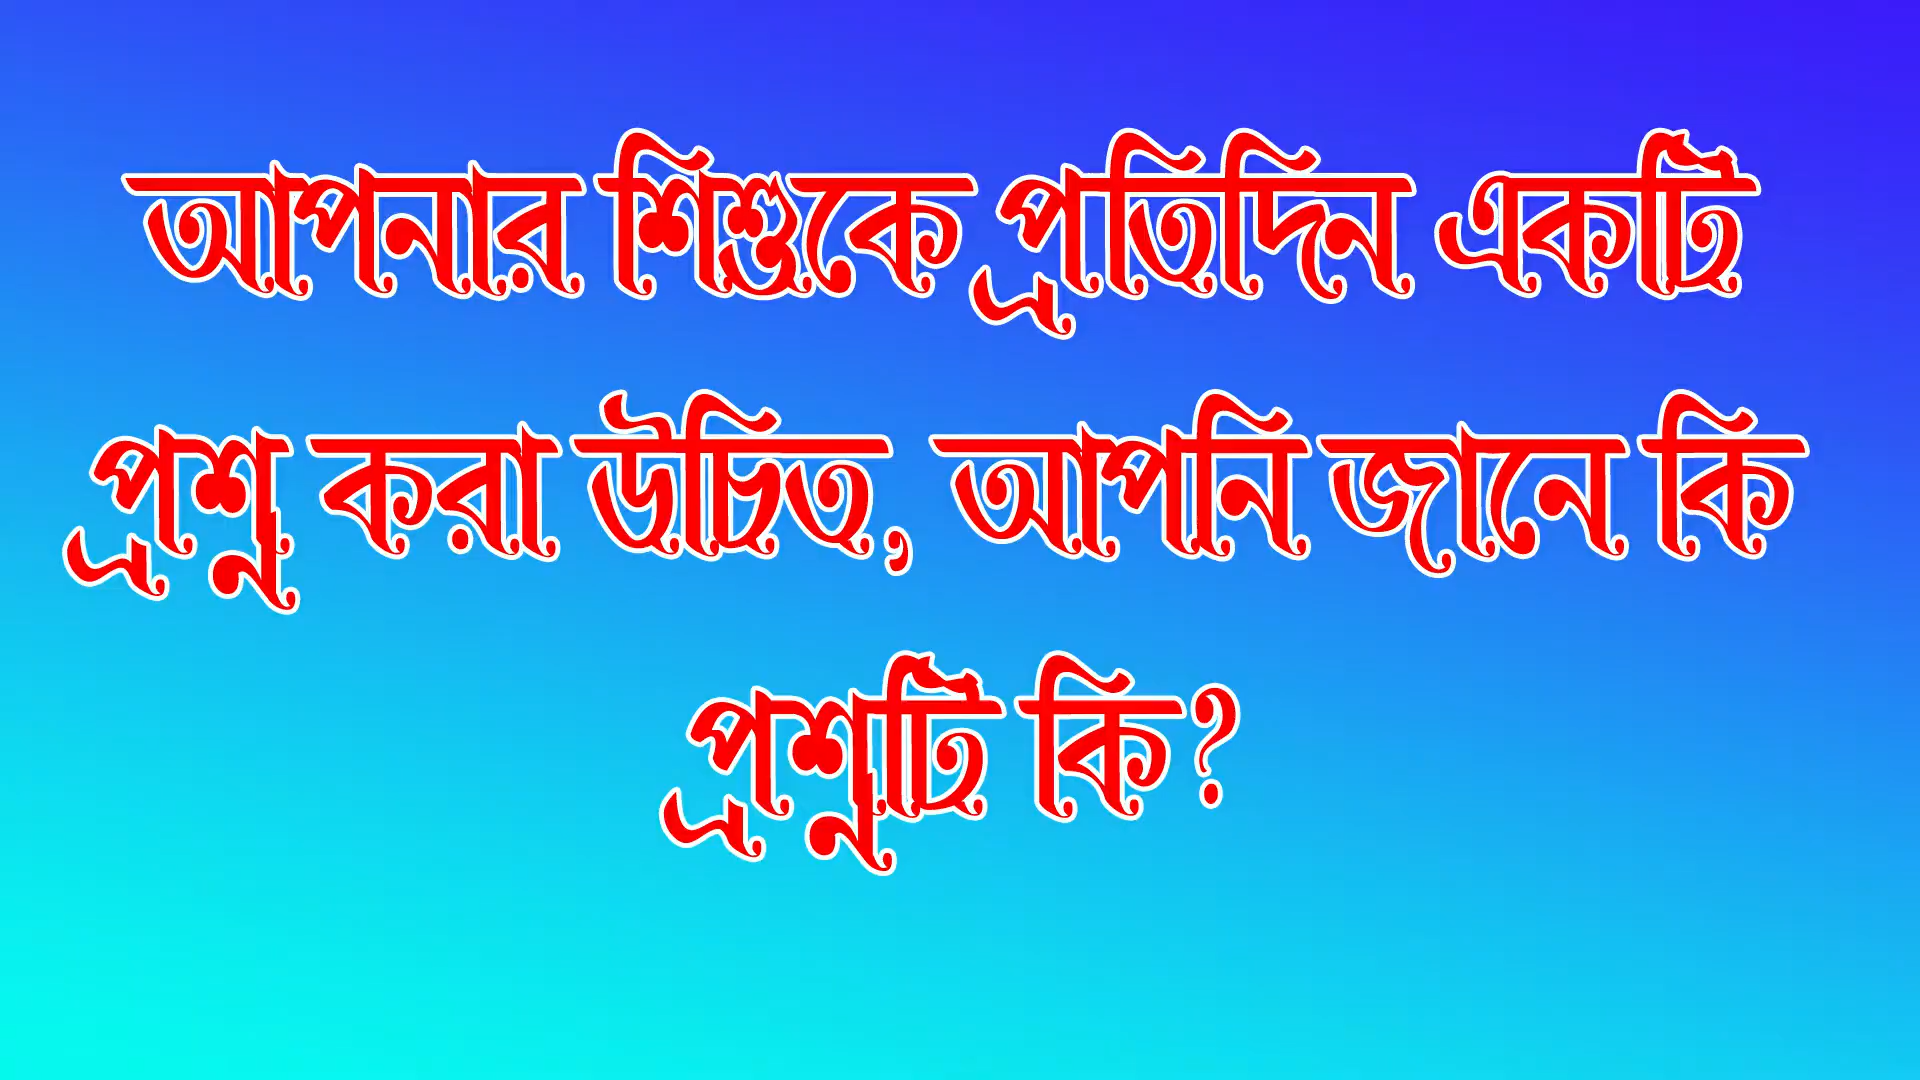 আপনার শিশুকে প্রতিদিন একটি
প্রশ্ন করা উচিত, আপনি জানে কি
প্রশ্নটি কি?